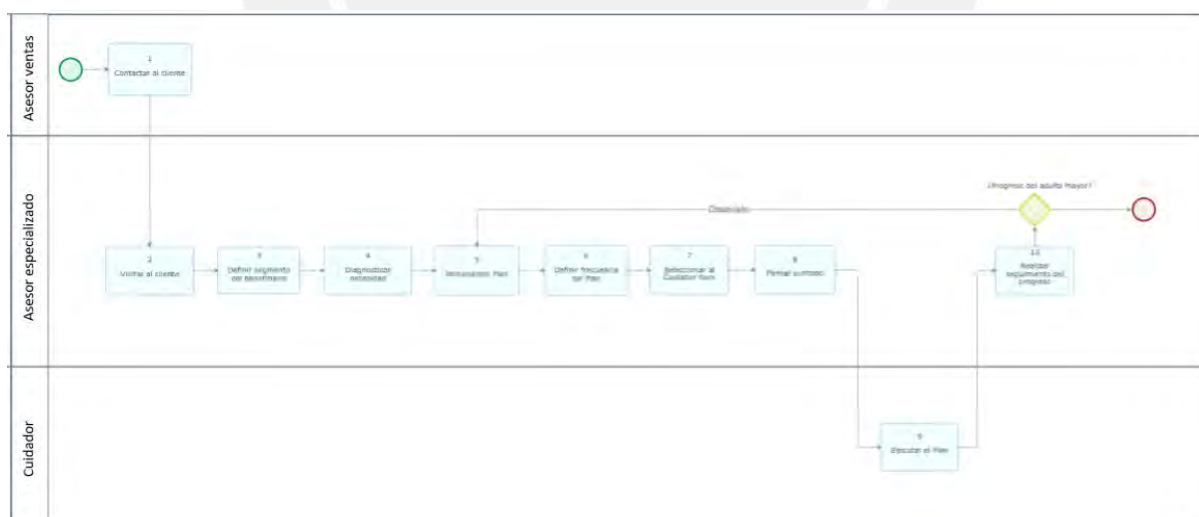 Asesor ventas
1
Contactar al cliente
Asesor especializado
¿Progreso del adulto mayor?
2
Visitar al cliente
3
Definir segmento
del beneficiario
4
Diagnosticar
necesidad
5
Plan
6
Definir frecuencia
del Plan
7
Seleccionar al
Cuidador
8
Firmar contrato
10
Realizar
seguimiento del
progreso
Cuidador
9
Ejecutar el Plan